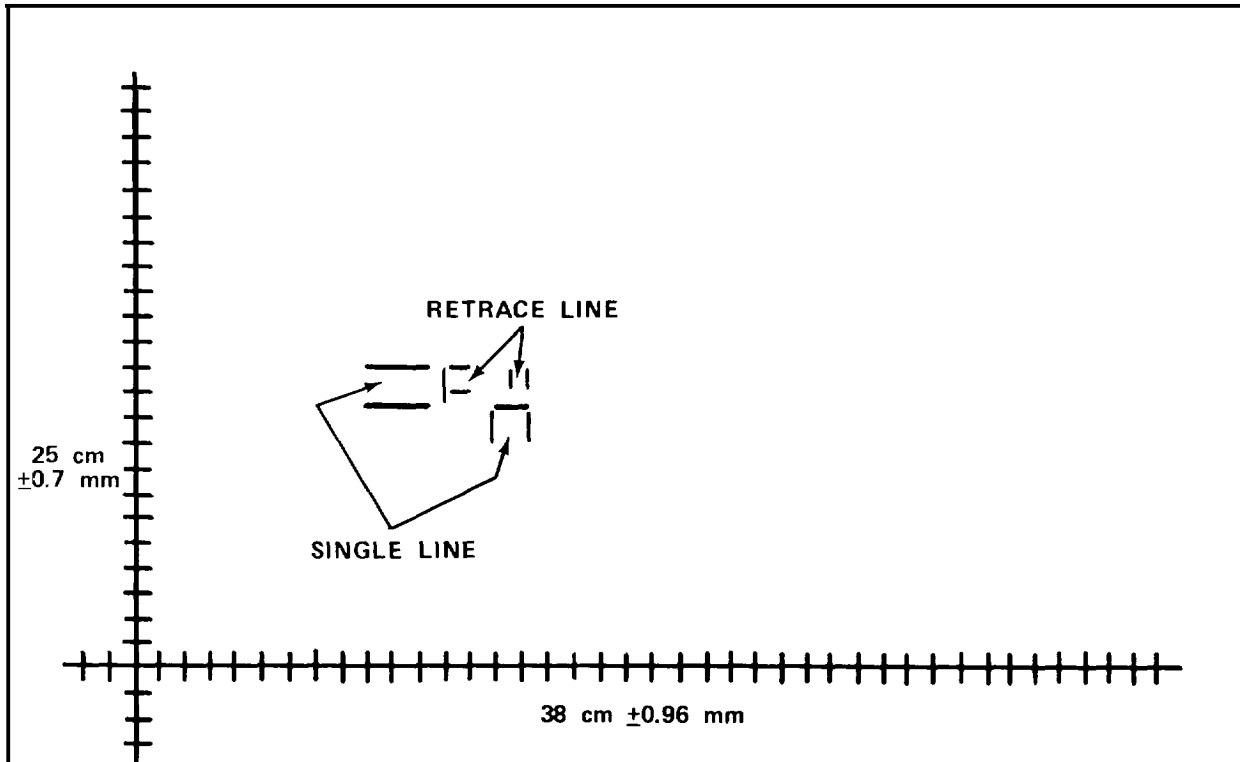 RETRACE LINE
25 cm
±0.7 mm
SINGLE LINE
38 cm ±0.96 mm